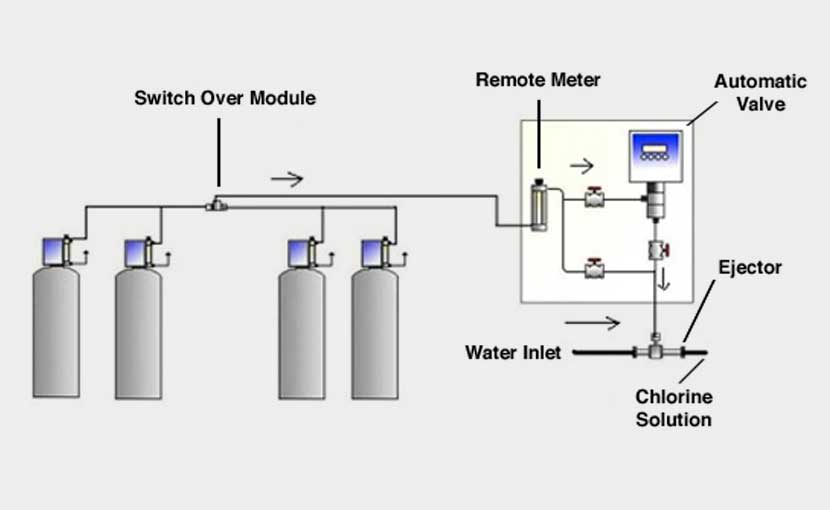 Switch Over Module
Remote Meter
Automatic
Valve
Ejector
Water Inlet
Chlorine
Solution